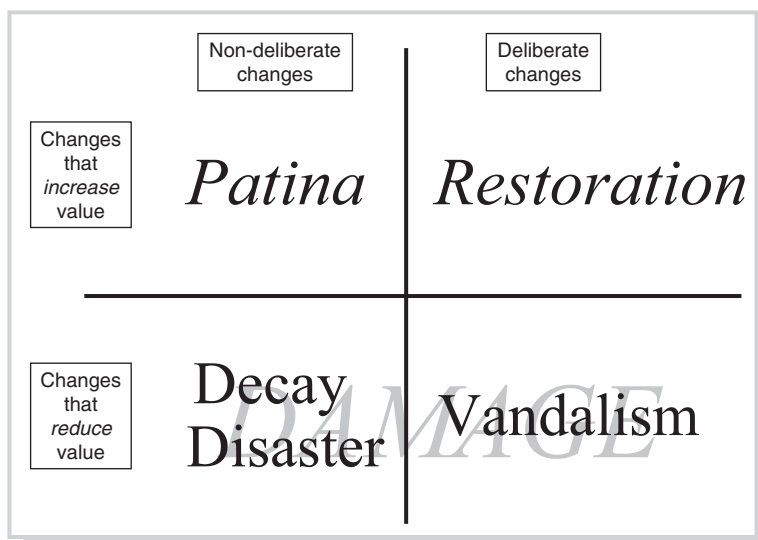 Non-deliberate
changes
Deliberate
changes
Changes
that
increase
value
Patina
Restoration
Changes
that
reduce
value
Decay
Disaster
DAMAGE
Vandalism